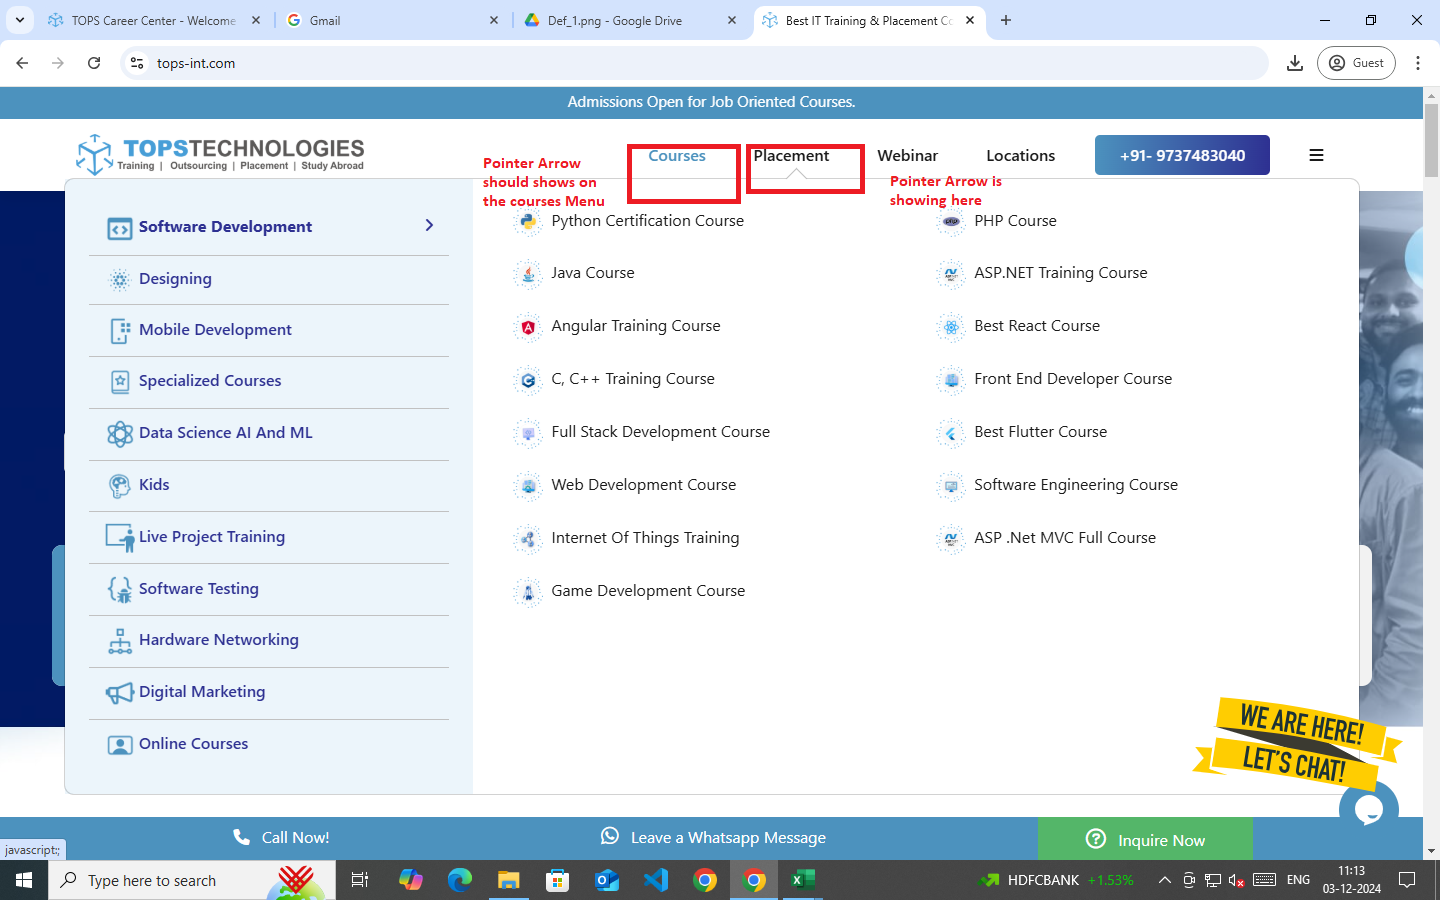 TOPS Career Center - Welcome
Gmail
Def_1.png - Google Drive
Best IT Training & Placement Co
tops-int.com
Guest
Admissions Open for Job Oriented Courses.
TOPSTECHNOLOGIES
Training | Outsourcing | Placement | Study Abroad
Courses
Placement
Webinar
Locations
+91- 9737483040
Pointer Arrow
should shows on
the courses Menu
Pointer Arrow is
showing here
Software Development
Designing
Mobile Development
Specialized Courses
Data Science AI And ML
Kids
Live Project Training
Software Testing
Hardware Networking
Digital Marketing
Online Courses
Python Certification Course
Java Course
Angular Training Course
C, C++ Training Course
Full Stack Development Course
Web Development Course
Internet Of Things Training
Game Development Course
PHP Course
ASP.NET Training Course
Best React Course
Front End Developer Course
Best Flutter Course
Software Engineering Course
ASP .Net MVC Full Course
WE ARE HERE!
LET'S CHAT!
Call Now!
Leave a Whatsapp Message
Inquire Now
javascript:;
Type here to search
HDFCBANK +1.53%
ENG
11:13
03-12-2024